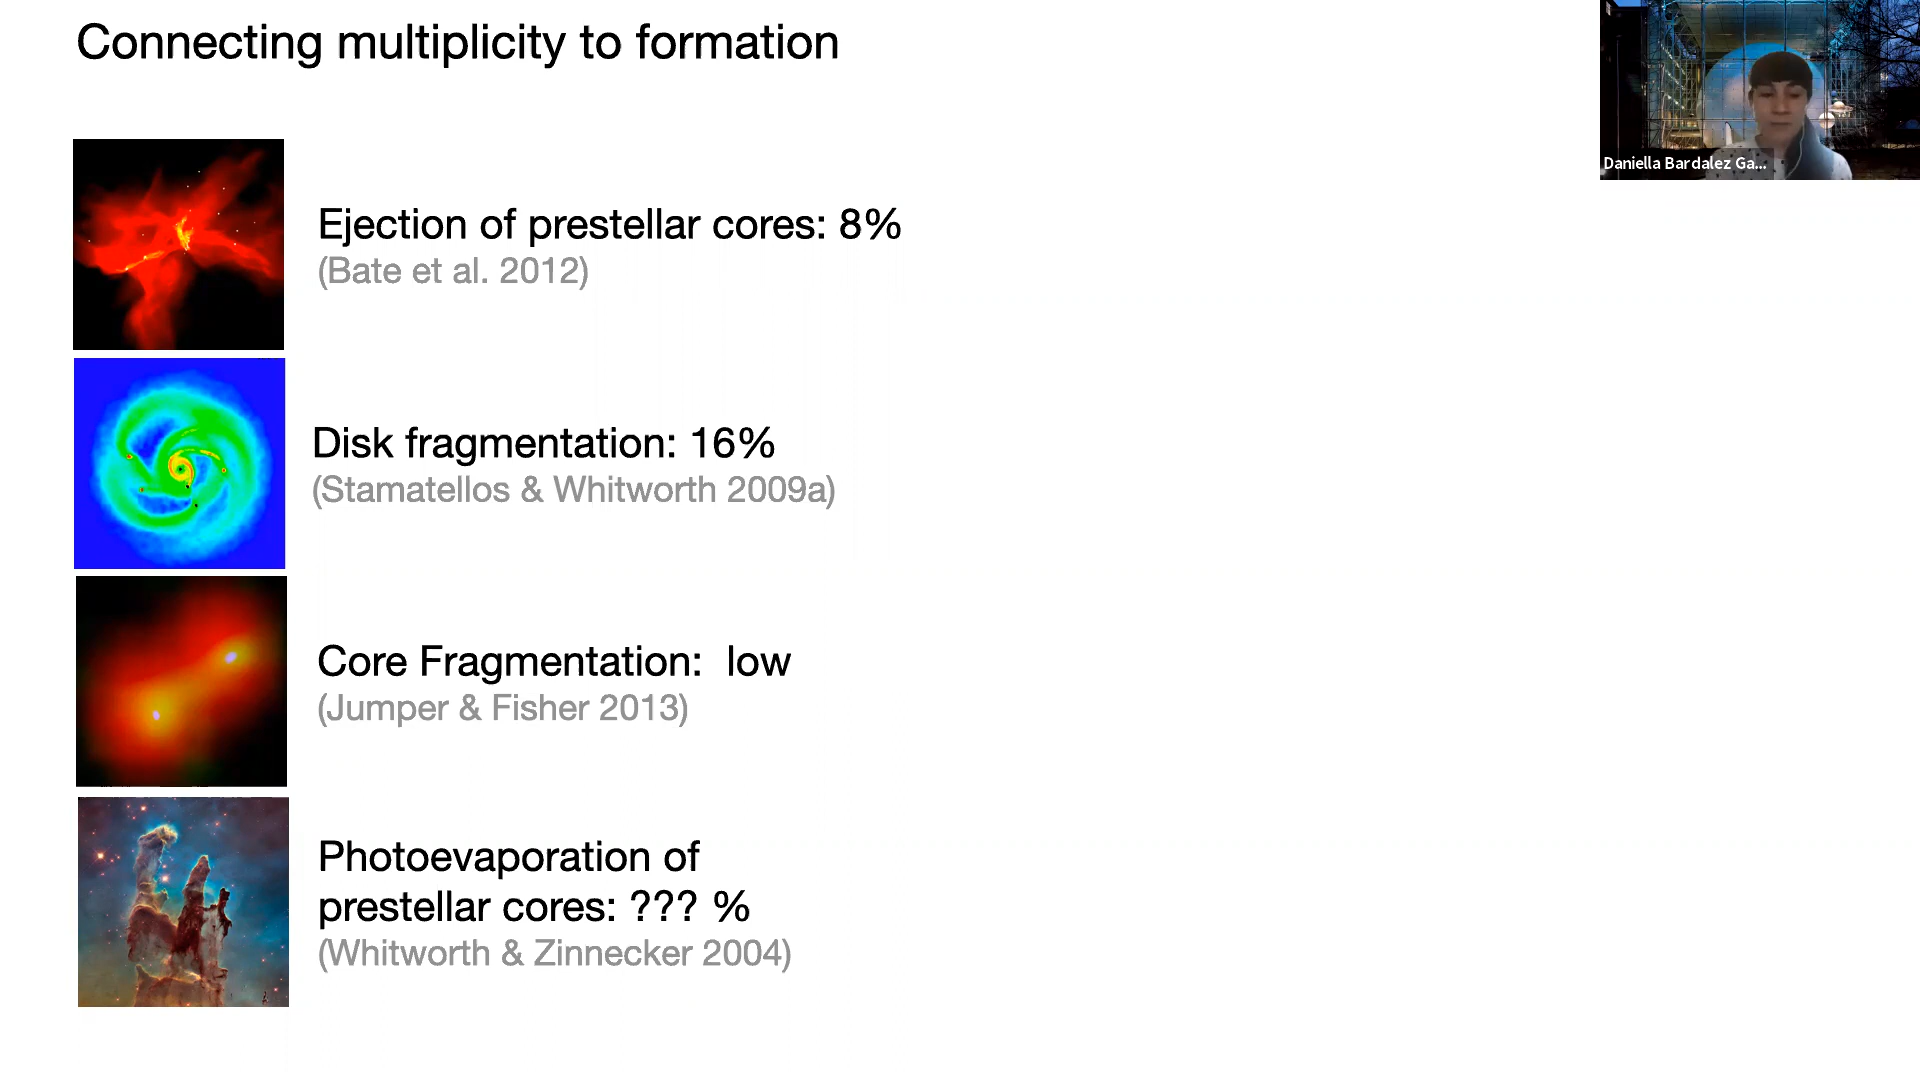 Connecting multiplicity to formation
Daniella Bardalez Ga...
Ejection of prestellar cores: 8%
(Bate et al. 2012)
Disk fragmentation: 16%
(Stamatellos & Whitworth 2009a)
Core Fragmentation:  low
(Jumper & Fisher 2013)
Photoevaporation of
prestellar cores: ??? %
(Whitworth & Zinnecker 2004)